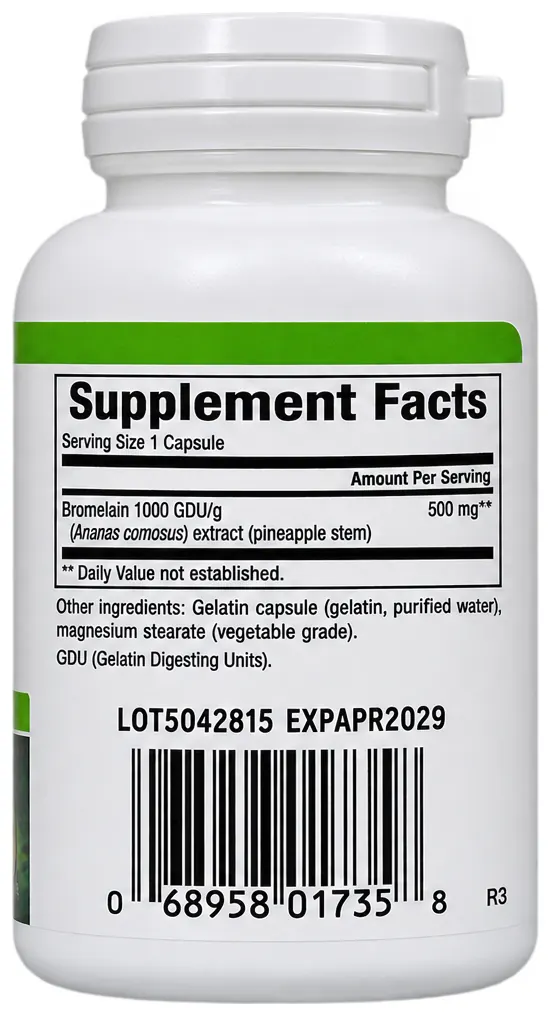 Supplement Facts
Serving Size 1 Capsule
Amount Per Serving
Bromelain 1000 GDU/g 500 mg**
(Ananas comosus) extract (pineapple stem)
** Daily Value not established.
Other ingredients: Gelatin capsule (gelatin, purified water),
magnesium stearate (vegetable grade).
GDU (Gelatin Digesting Units).
LOT5042815 EXPAPR2029
0 68958 01735 8 R3